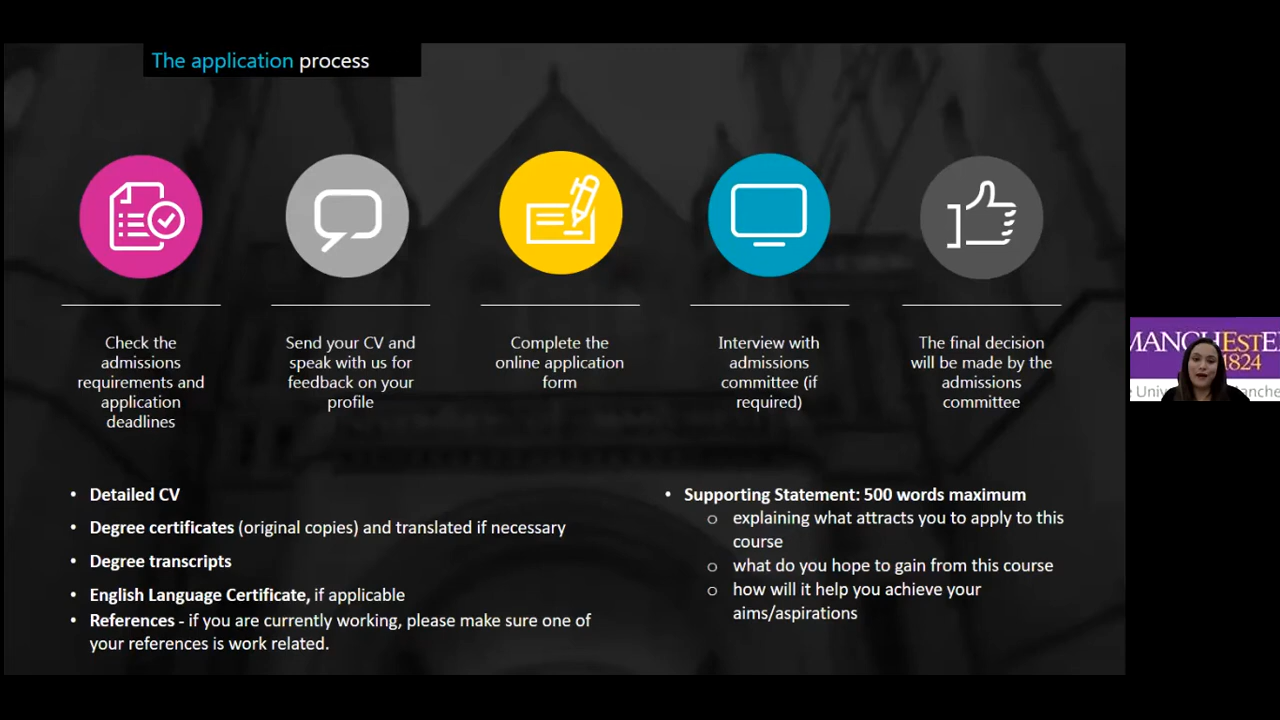 The application process
Check the
admissions
requirements and
application
deadlines
Send your CV and
speak with us for
feedback on your
profile
Complete the
online application
form
Interview with
admissions
committee (if
required)
The final decision
will be made by the
admissions
committee
• Detailed CV
• Degree certificates (original copies) and translated if necessary
• Degree transcripts
• English Language Certificate, if applicable
• References - if you are currently working, please make sure one of
your references is work related.
• Supporting Statement: 500 words maximum
o explaining what attracts you to apply to this
course
o what do you hope to gain from this course
o how will it help you achieve your
aims/aspirations
1824